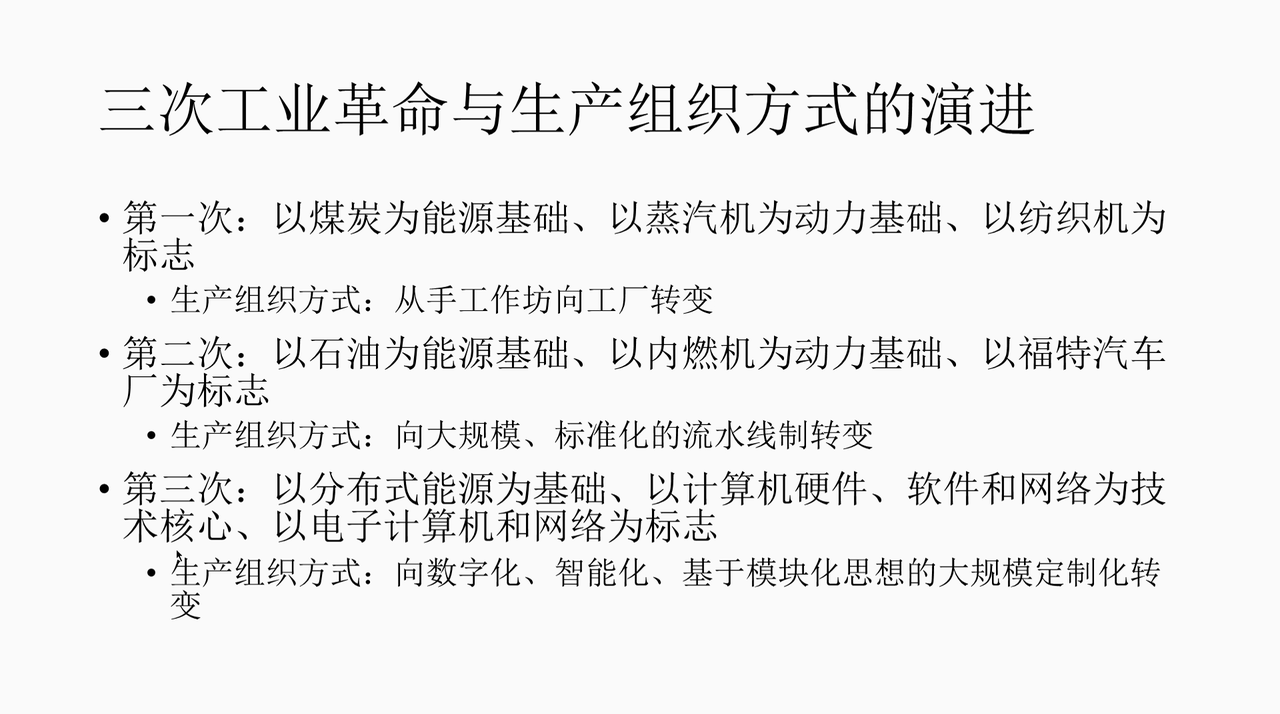 三次工业革命与生产组织方式的演进
• 第一次：以煤炭为能源基础、以蒸汽机为动力基础、以纺织机为
标志
• 生产组织方式：从手工作坊向工厂转变
• 第二次：以石油为能源基础、以内燃机为动力基础、以福特汽车
厂为标志
• 生产组织方式：向大规模、标准化的流水线制转变
• 第三次：以分布式能源为基础、以计算机硬件、软件和网络为技
术核心、以电子计算机和网络为标志
• 生产组织方式：向数字化、智能化、基于模块化思想的大规模定制化转
变